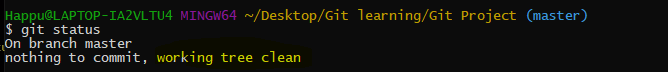 Happu@LAPTOP-IA2VLTU4 MINGW64 ~/Desktop/Git learning/Git Project (master)
$ git status
On branch master
nothing to commit, working tree clean